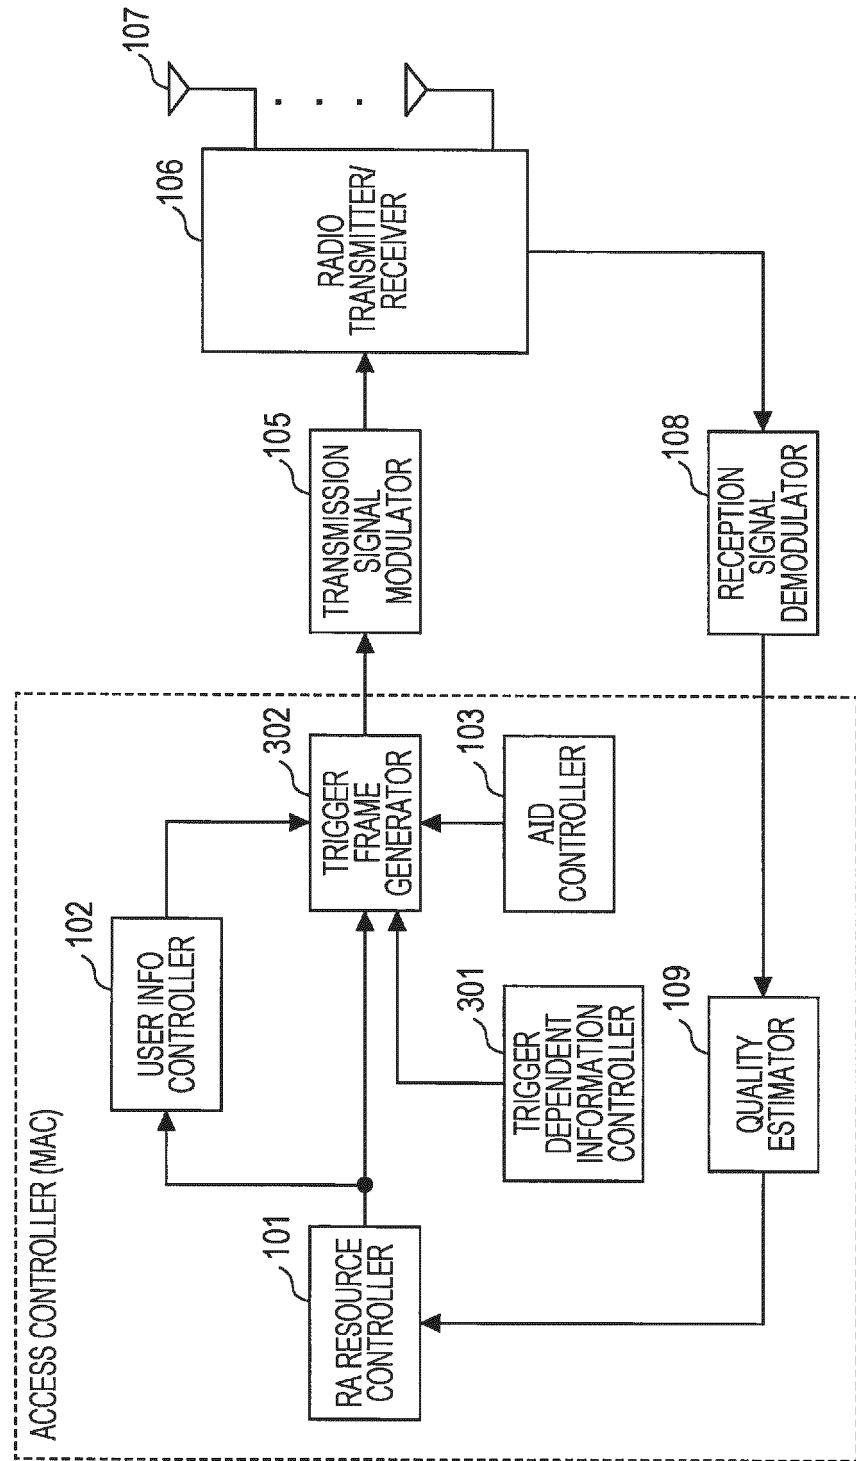 ACCESS CONTROLLER (MAC)
101
RA RESOURCE
CONTROLLER
102
USER INFO
CONTROLLER
302
TRIGGER
FRAME
GENERATOR
301
TRIGGER
DEPENDENT
INFORMATION
CONTROLLER
103
AID
CONTROLLER
109
QUALITY
ESTIMATOR
105
TRANSMISSION
SIGNAL
MODULATOR
106
RADIO
TRANSMITTER/
RECEIVER
107
108
RECEPTION
SIGNAL
DEMODULATOR